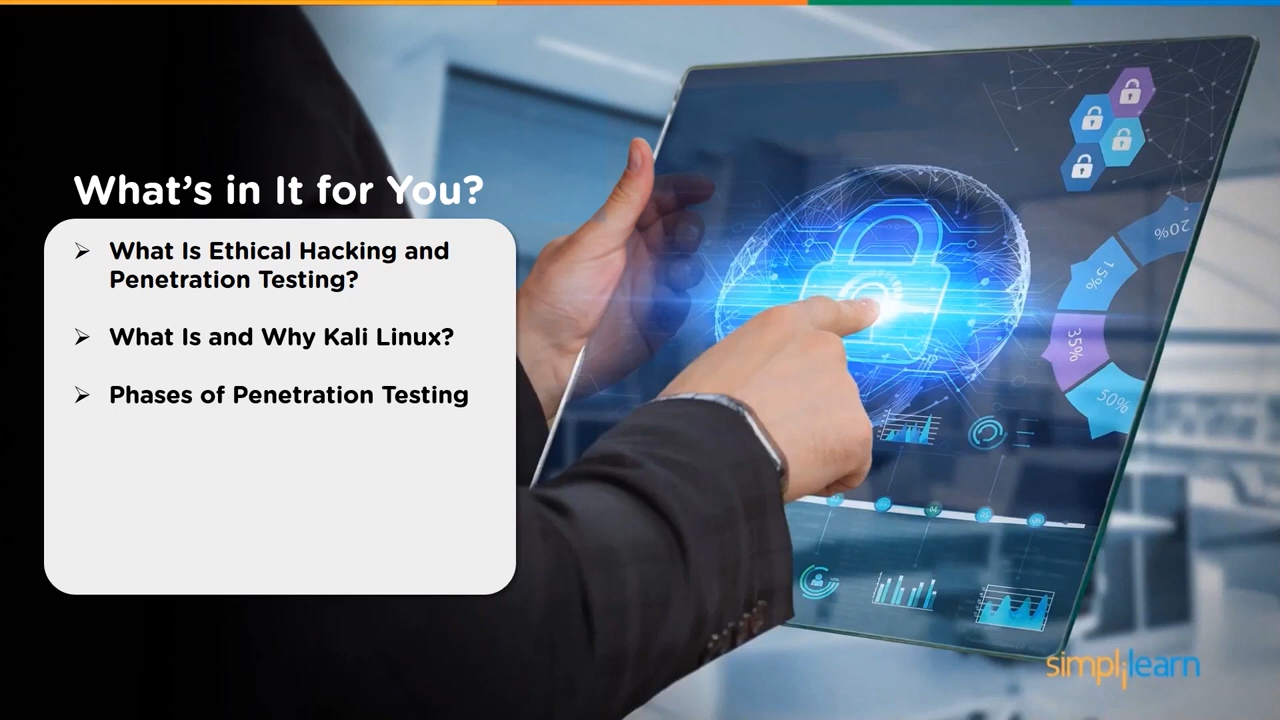 What's in It for You?
➢ What Is Ethical Hacking and
Penetration Testing?
➢ What Is and Why Kali Linux?
➢ Phases of Penetration Testing
20%
15%
35%
50%
04
simplilearn